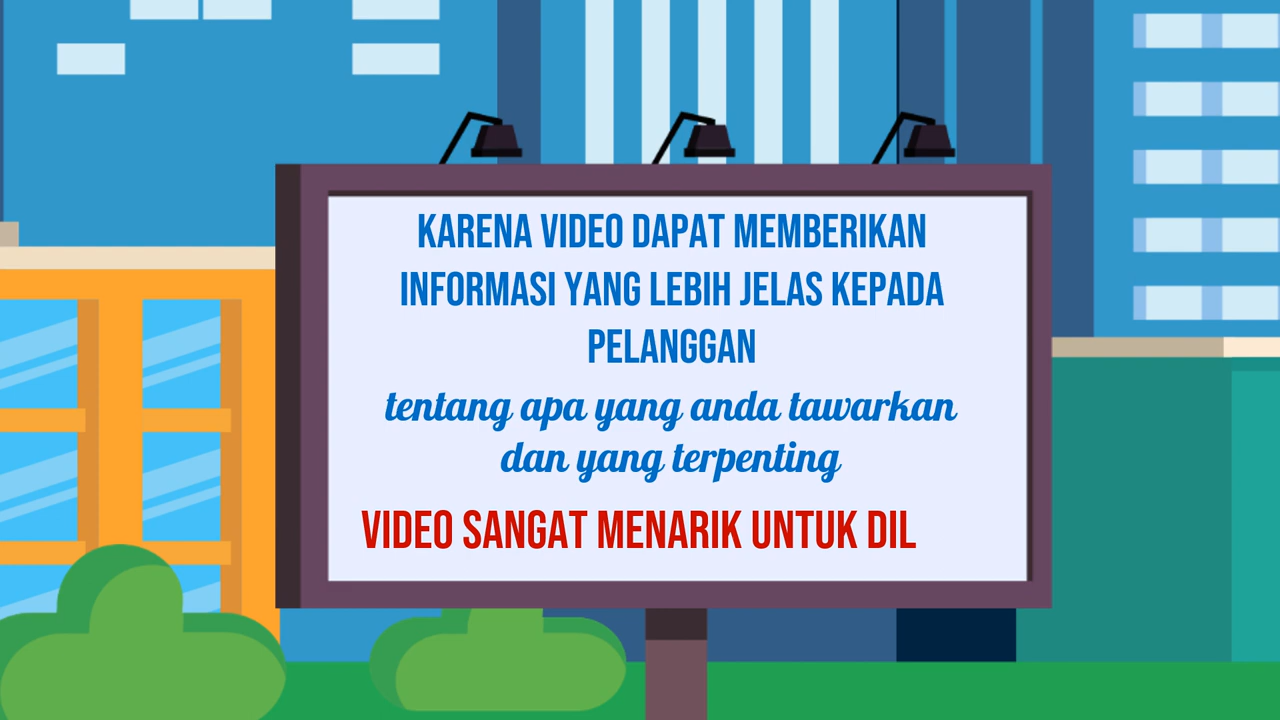 KARENA VIDEO DAPAT MEMBERIKAN
INFORMASI YANG LEBIH JELAS KEPADA
PELANGGAN
tentang apa yang anda tawarkan
dan yang terpenting
VIDEO SANGAT MENARIK UNTUK DIL